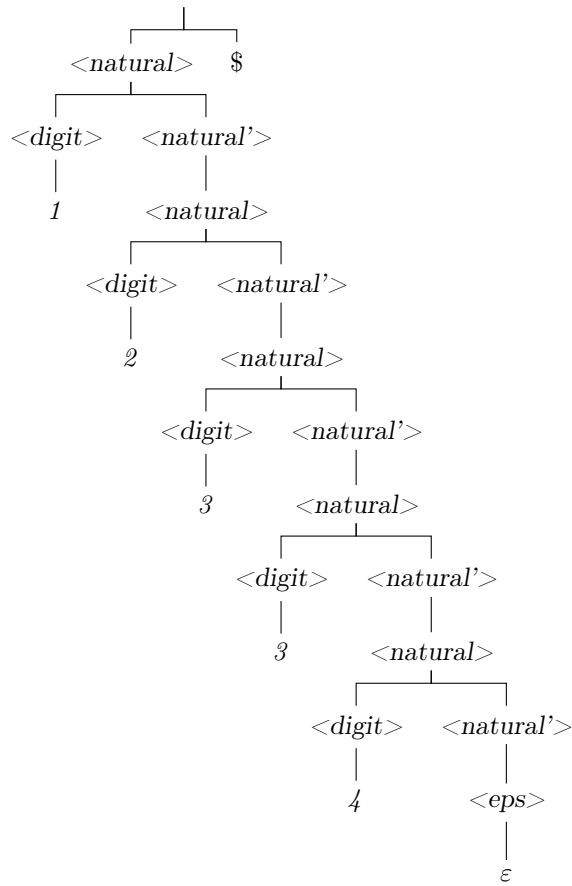 <natural> $
<digit> <natural'>
1 <natural>
<digit> <natural'>
2 <natural>
<digit> <natural'>
3 <natural>
<digit> <natural'>
3 <natural>
<digit> <natural'>
4 <eps>
ε